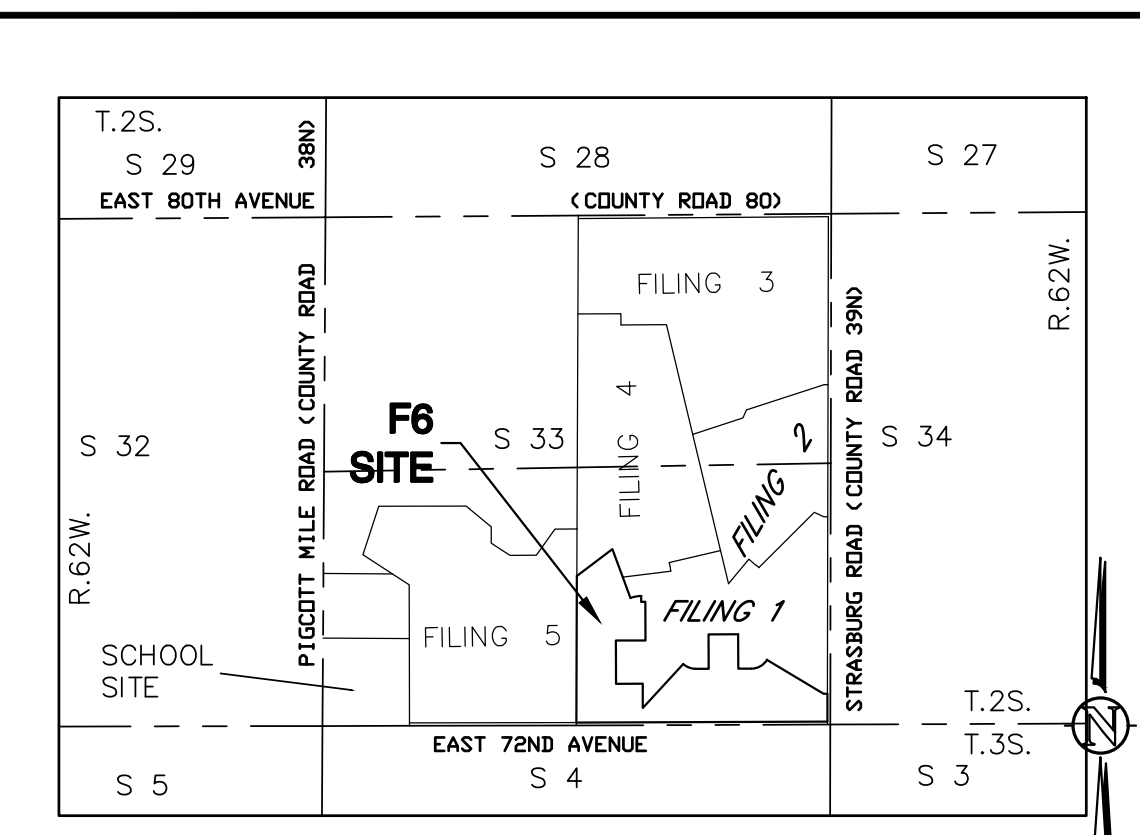 T.2S.
S 29
38N)
S 28
S 27
EAST 80TH AVENUE
(COUNTY ROAD 80)
R.62W.
FILING 3
PIGCOTT MILE ROAD (COUNTY ROAD
STRASBURG ROAD (COUNTY ROAD 39N)
FILING 4
F6
SITE
S 32
S 33
FILING 2
S 34
R.62W.
FILING 1
FILING 5
SCHOOL
SITE
T.2S.
EAST 72ND AVENUE
T.3S.
N
S 5
S 4
S 3